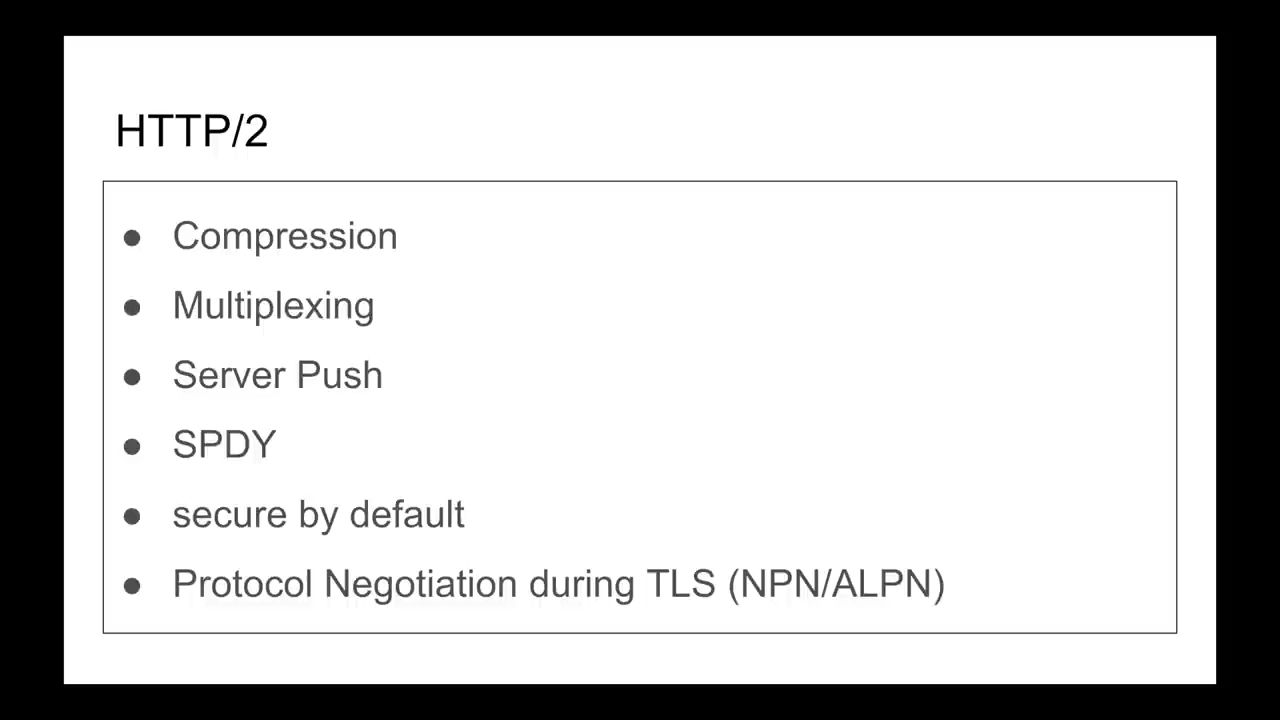 HTTP/2
● Compression
● Multiplexing
● Server Push
● SPDY
● secure by default
● Protocol Negotiation during TLS (NPN/ALPN)